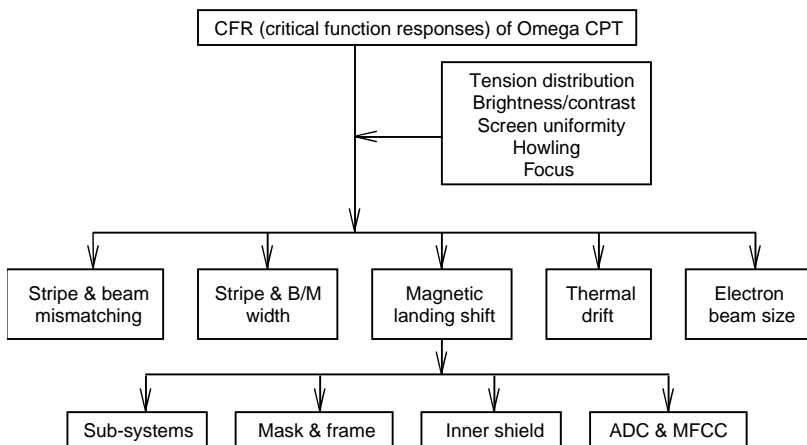 CFR (critical function responses) of Omega CPT
Tension distribution
Brightness/contrast
Screen uniformity
Howling
Focus
Stripe & beam
mismatching
Stripe & B/M
width
Magnetic
landing shift
Thermal
drift
Electron
beam size
Sub-systems
Mask & frame
Inner shield
ADC & MFCC